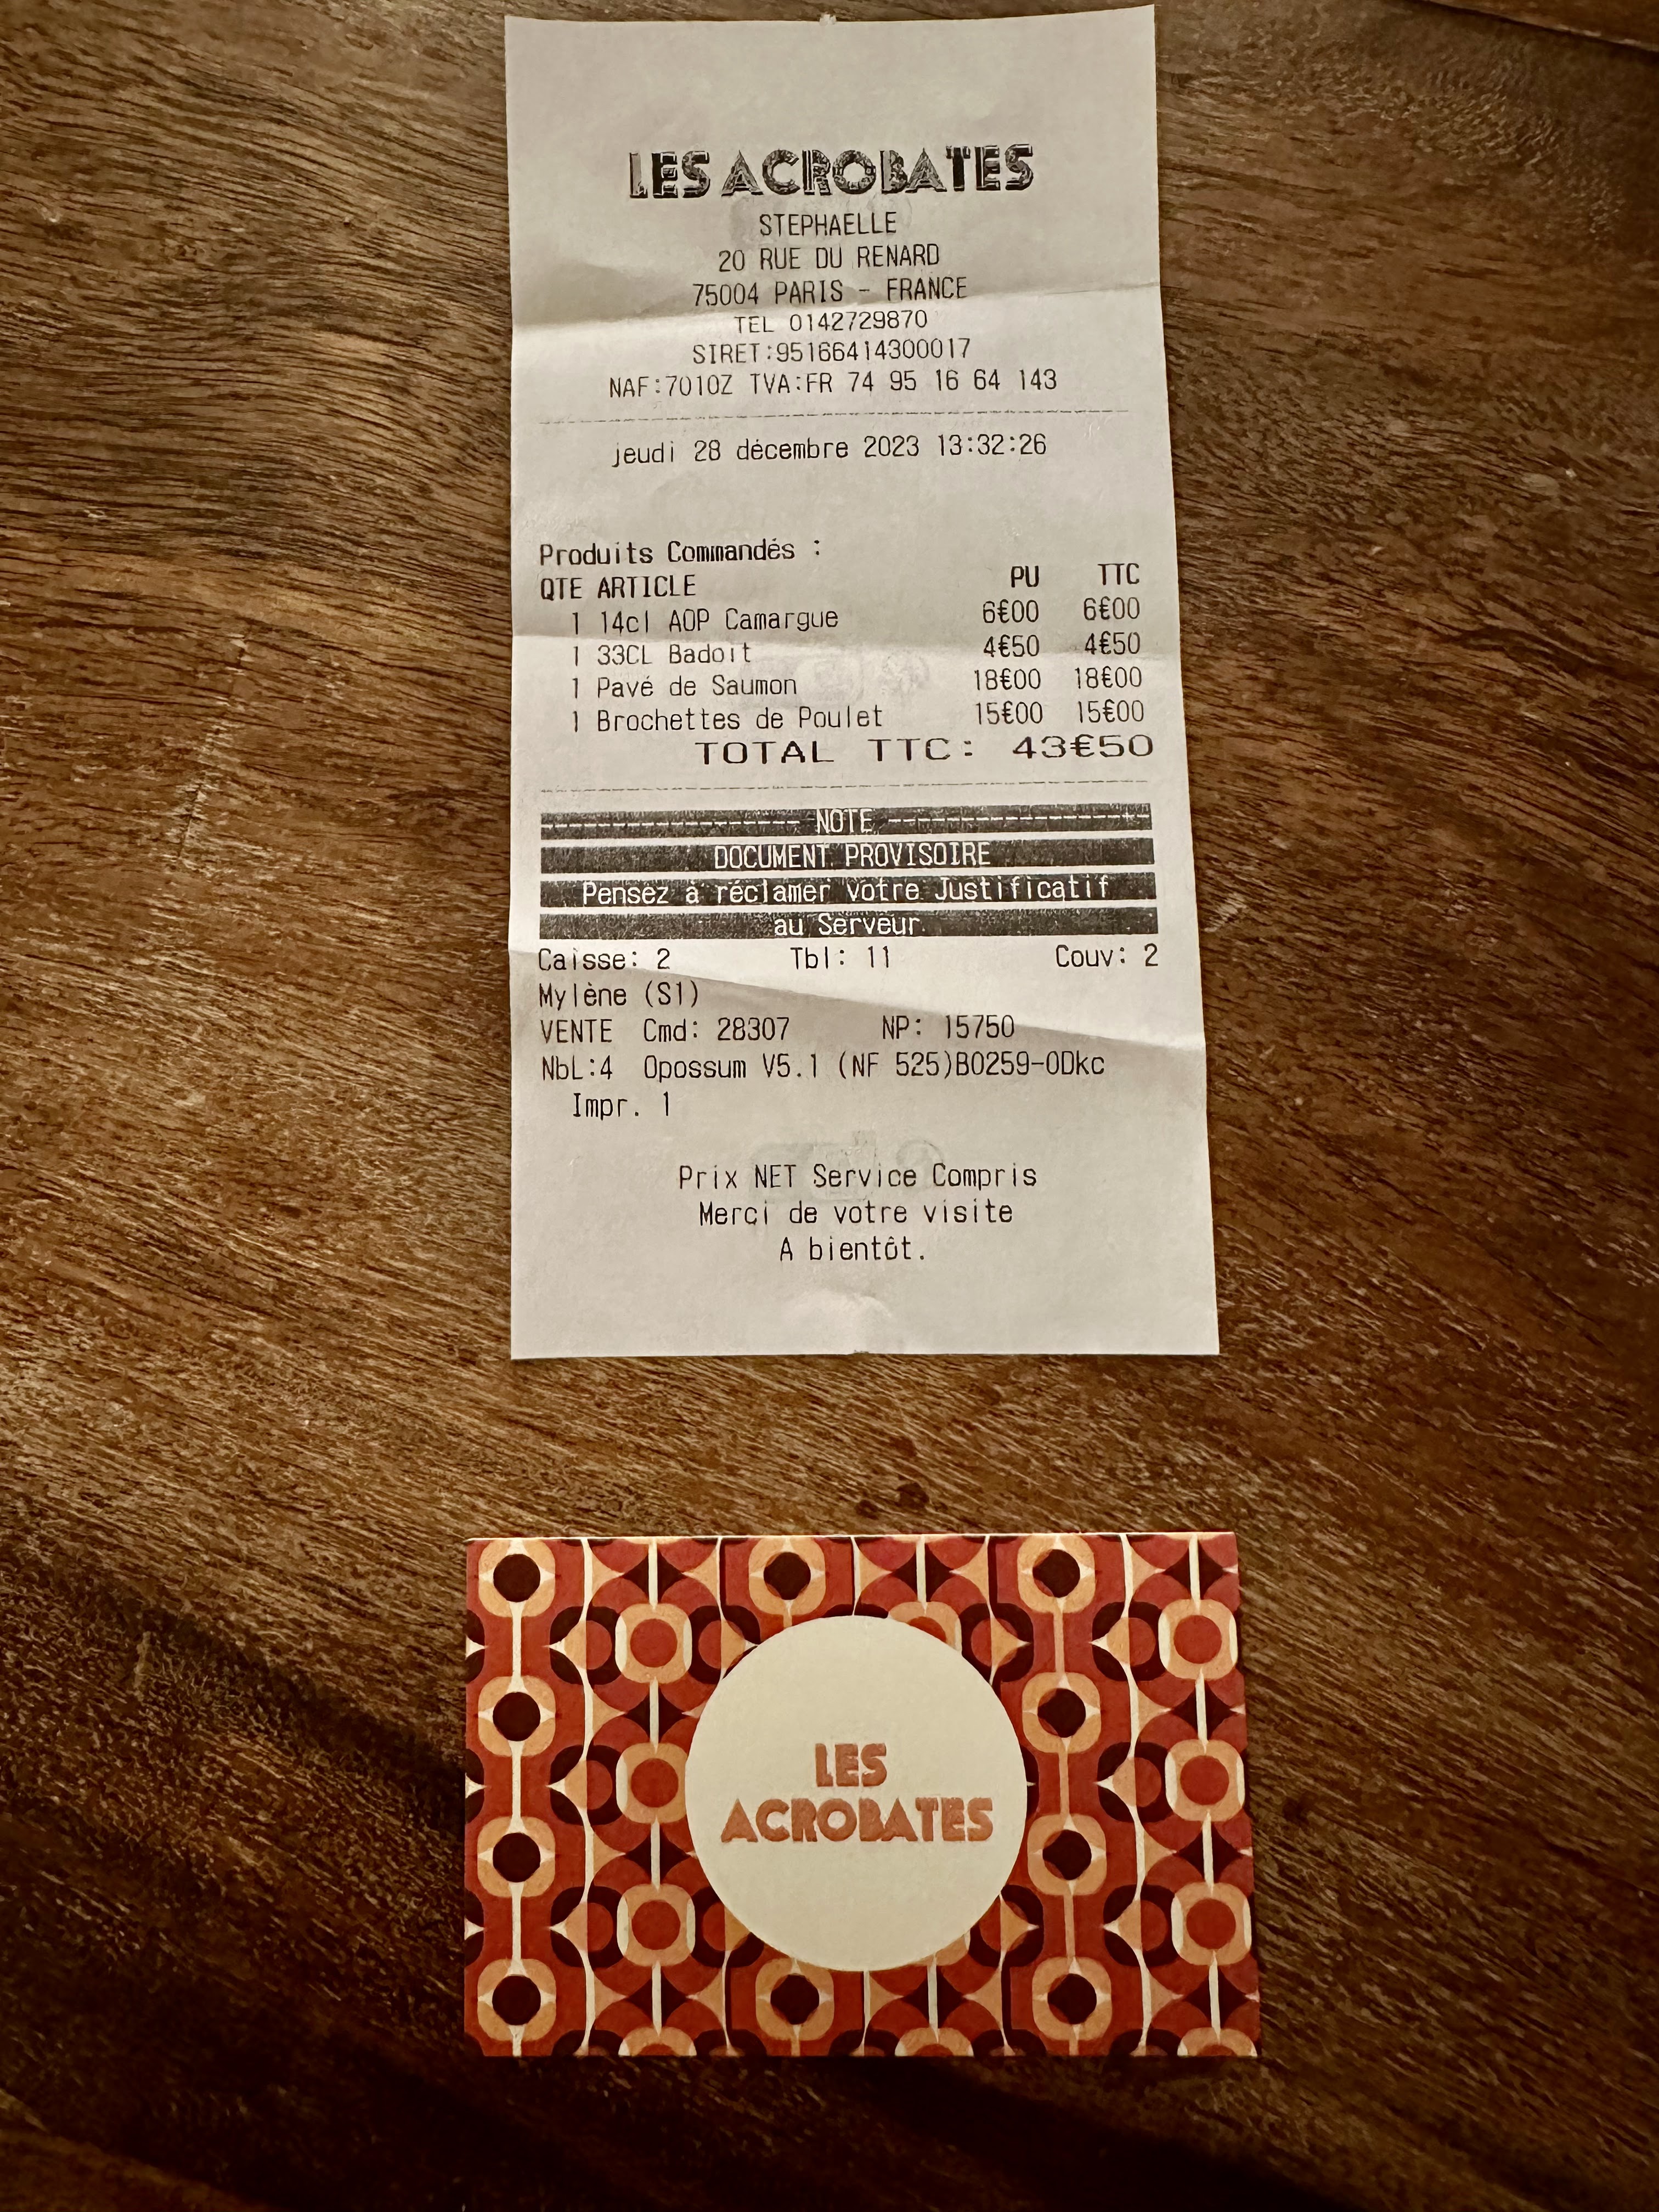 LES ACROBATES
STEPHAELLE
20 RUE DU RENARD
75004 PARIS - FRANCE
TEL 0142729870
SIRET:95166414300017
NAF:7010Z TVA:FR 74 95 16 64 143
jeudi 28 décembre 2023 13:32:26
Produits Commandés :
QTE ARTICLE PU TTC
1 14cl AOP Camargue 6€00 6€00
1 33CL Badoit 4€50 4€50
1 Pavé de Saumon 18€00 18€00
1 Brochettes de Poulet 15€00 15€00
TOTAL TTC: 43€50
---------------- NOTE ----------------
DOCUMENT PROVISOIRE
Pensez à réclamer votre Justificatif
au Serveur.
Caisse: 2 Tbl: 11 Couv: 2
Mylène (S1)
VENTE Cmd: 28307 NP: 15750
NbL:4 Opossum V5.1 (NF 525)B0259-ODkc
Impr. 1
Prix NET Service Compris
Merci de votre visite
A bientôt.
LES
ACROBATES